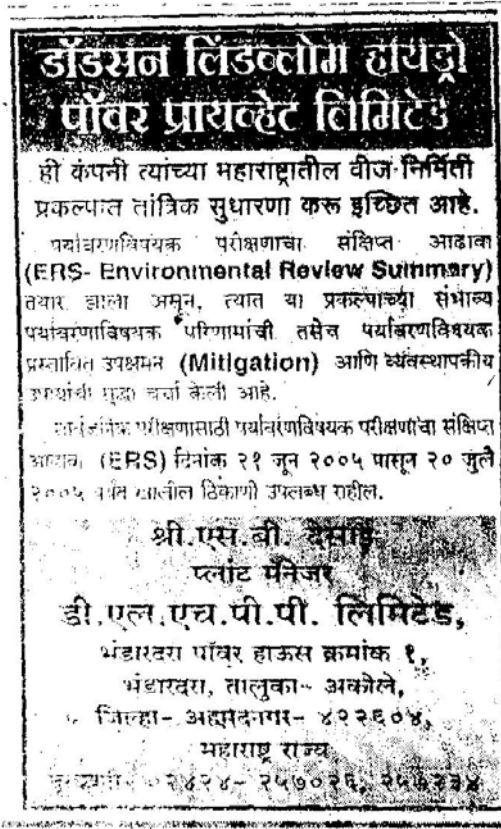 डॉडसन लिंडब्लोम हायड्रो
पॉवर प्रायव्हेट लिमिटेड
ही कंपनी त्यांच्या महाराष्ट्रातील वीज निर्मिती
प्रकल्पात तांत्रिक सुधारणा करू इच्छित आहे.
पर्यावरणविषयक परीक्षणाचा संक्षिप्त आढावा
(ERS- Environmental Review Summary)
तयार झाला असून, त्यात या प्रकल्पाच्या संभाव्य
पर्यावरणाविषयक परिणामांची तसेच पर्यावरणविषयक
प्रस्तावित उपशमन (Mitigation) आणि व्यवस्थापकीय
उपायांची सुद्धा चर्चा केली आहे.
सार्वजनिक परीक्षणासाठी पर्यावरणविषयक परीक्षणाचा संक्षिप्त
आढावा (ERS) दिनांक २१ जून २००५ पासून २० जुलै
२००५ पर्यंत खालील ठिकाणी उपलब्ध राहील.
श्री.एस.बी. देसाई
प्लांट मॅनेजर
डी.एल.एच.पी.पी. लिमिटेड,
भंडारदरा पॉवर हाऊस क्रमांक १,
भंडारदरा, तालुका- अकोले,
जिल्हा- अहमदनगर- ४२२६०४,
महाराष्ट्र राज्य
०२४२४- २५७०२६,